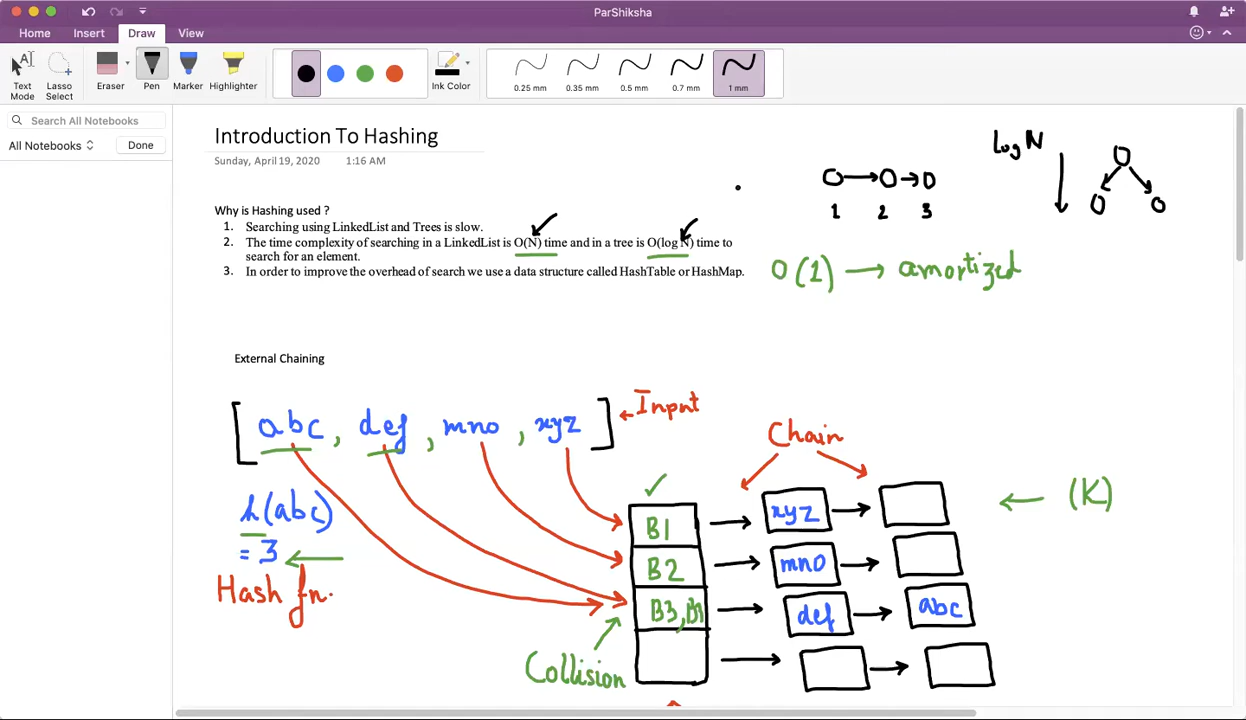 ParShiksha
Home Insert Draw View
Text Mode
Lasso Select
Eraser
Pen
Marker
Highlighter
Ink Color
0.25 mm 0.35 mm 0.5 mm 0.7 mm 1 mm
Search All Notebooks
All Notebooks Done
Introduction To Hashing
Sunday, April 19, 2020 1:16 AM
log N
1 2 3
Why is Hashing used ?
1. Searching using LinkedList and Trees is slow.
2. The time complexity of searching in a LinkedList is O(N) time and in a tree is O(log N) time to
search for an element.
3. In order to improve the overhead of search we use a data structure called HashTable or HashMap.
O(1) → amortized
External Chaining
[abc, def, mno, xyz] ← Input
Chain
h(abc)
= 3
Hash fn.
← (K)
B1 → xyz →
B2 → mno →
B3, → def → abc
Collision